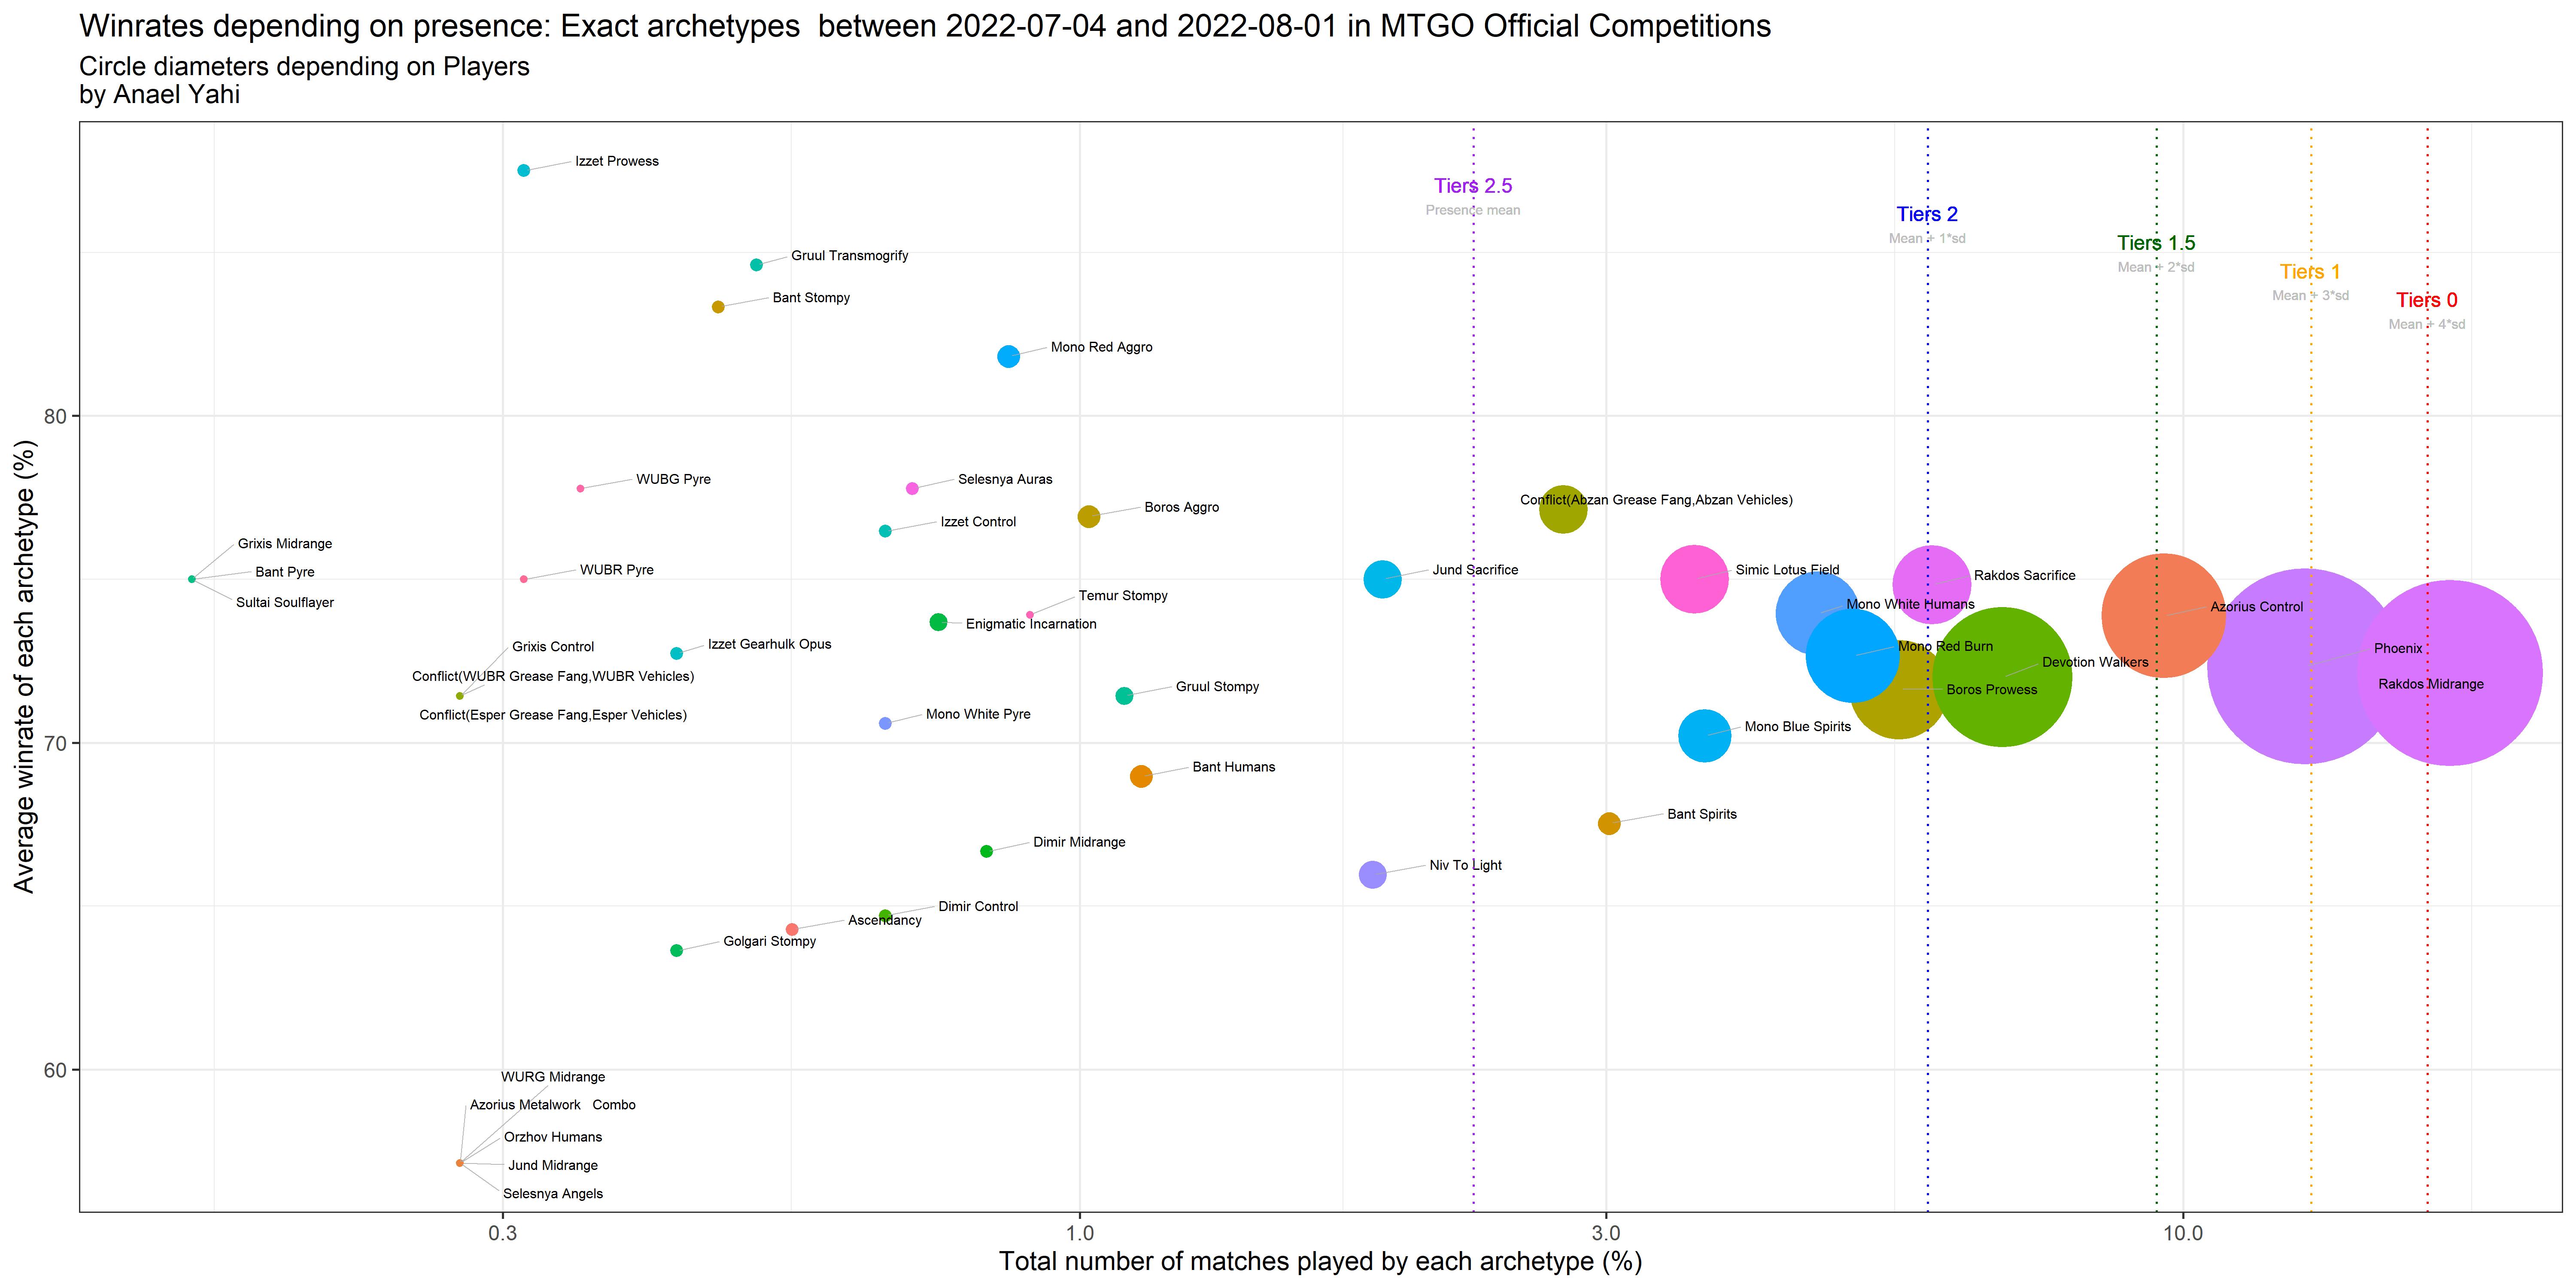 Winrates depending on presence: Exact archetypes  between 2022-07-04 and 2022-08-01 in MTGO Official Competitions
Circle diameters depending on Players
by Anael Yahi
Izzet Prowess
Tiers 2.5
Presence mean
Tiers 2
Mean + 1*sd
Tiers 1.5
Mean + 2*sd
Tiers 1
Mean + 3*sd
Tiers 0
Mean + 4*sd
Gruul Transmogrify
Bant Stompy
Mono Red Aggro
80
WUBG Pyre
Selesnya Auras
Conflict(Abzan Grease Fang,Abzan Vehicles)
Boros Aggro
Izzet Control
Grixis Midrange
Bant Pyre
Sultai Soulflayer
WUBR Pyre
Jund Sacrifice
Simic Lotus Field
Rakdos Sacrifice
Temur Stompy
Mono White Humans
Azorius Control
Enigmatic Incarnation
Izzet Gearhulk Opus
Grixis Control
Mono Red Burn
Phoenix
Devotion Walkers
Conflict(WUBR Grease Fang,WUBR Vehicles)
Rakdos Midrange
Gruul Stompy
Boros Prowess
Conflict(Esper Grease Fang,Esper Vehicles)
Mono White Pyre
Mono Blue Spirits
70
Bant Humans
Bant Spirits
Dimir Midrange
Niv To Light
Dimir Control
Ascendancy
Golgari Stompy
60
WURG Midrange
Azorius Metalwork   Combo
Orzhov Humans
Jund Midrange
Selesnya Angels
Average winrate of each archetype (%)
0.3
1.0
3.0
10.0
Total number of matches played by each archetype (%)